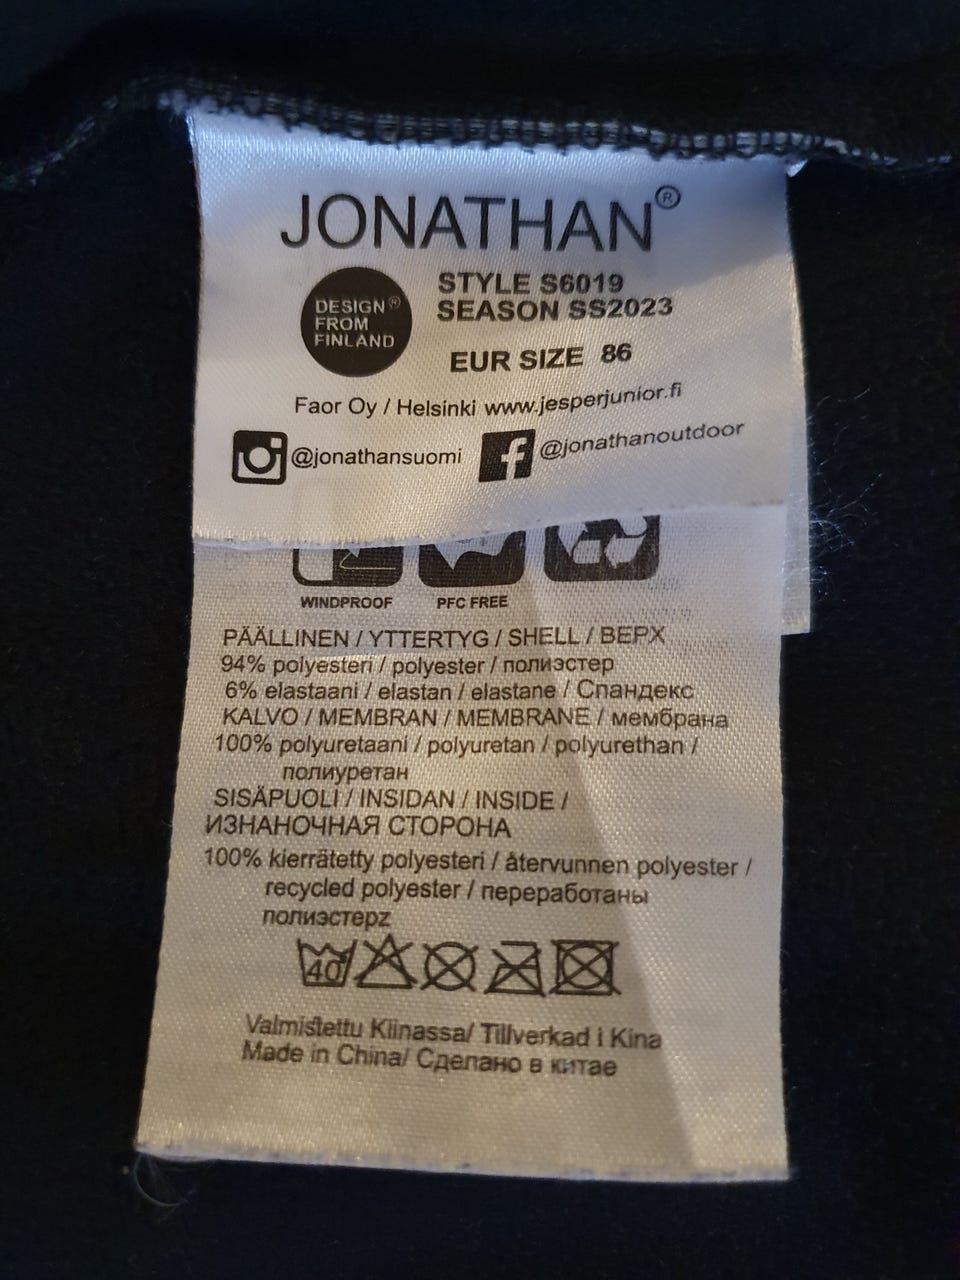 JONATHAN®
DESIGN®
FROM
FINLAND
STYLE S6019
SEASON SS2023
EUR SIZE 86
Faor Oy / Helsinki www.jesperjunior.fi
@jonathansuomi
@jonathanoutdoor
WINDPROOF
PFC FREE
PÄÄLLINEN / YTTERTYG / SHELL / ВЕРХ
94% polyesteri / polyester / полиэстер
6% elastaani / elastan / elastane / Спандекс
KALVO / MEMBRAN / MEMBRANE / мембрана
100% polyuretaani / polyuretan / polyurethan /
полиуретан
SISÄPUOLI / INSIDAN / INSIDE /
ИЗНАНОЧНАЯ СТОРОНА
100% kierrätetty polyesteri / återvunnen polyester /
recycled polyester / переработаны
полиэстерz
40
Valmistettu Kiinassa/ Tillverkad i Kina
Made in China/ Сделано в китае